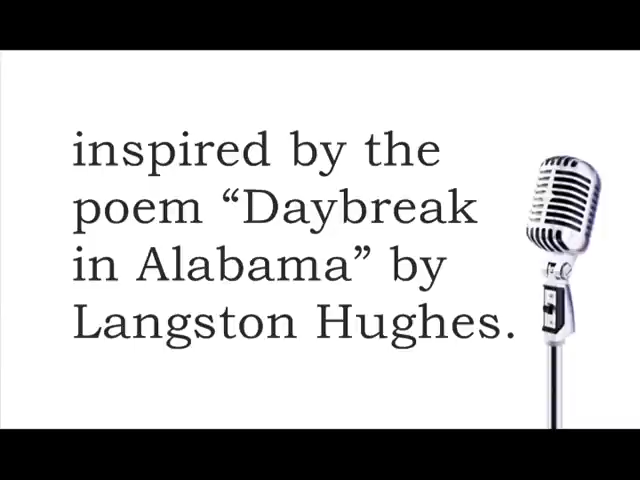 inspired by the
poem “Daybreak
in Alabama” by
Langston Hughes.